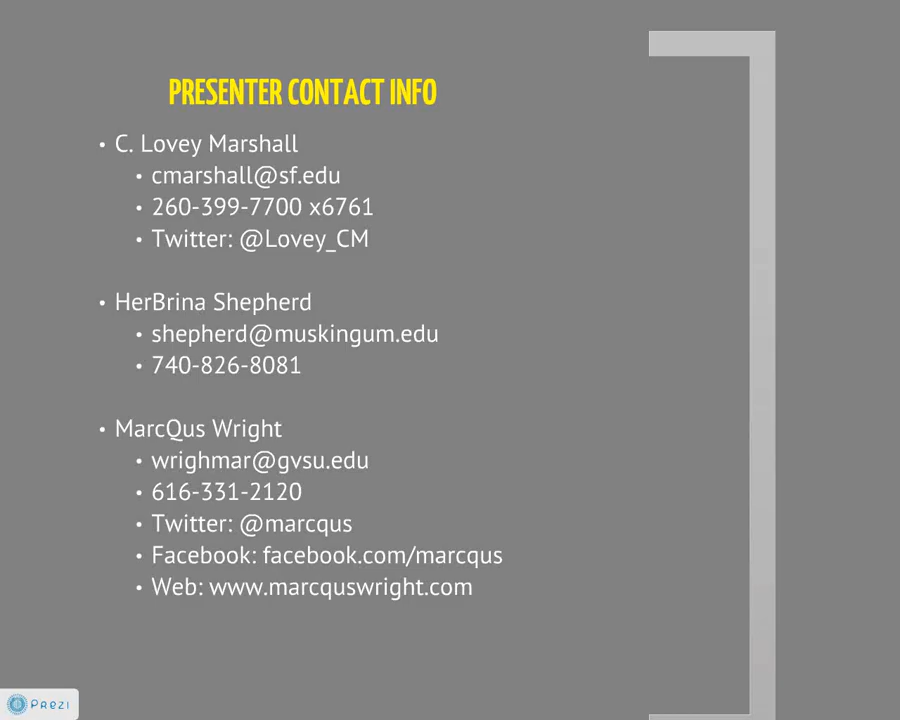 PRESENTER CONTACT INFO
• C. Lovey Marshall
• cmarshall@sf.edu
• 260-399-7700 x6761
• Twitter: @Lovey_CM
• HerBrina Shepherd
• shepherd@muskingum.edu
• 740-826-8081
• MarcQus Wright
• wrighmar@gvsu.edu
• 616-331-2120
• Twitter: @marcqus
• Facebook: facebook.com/marcqus
• Web: www.marcquswright.com
Prezi